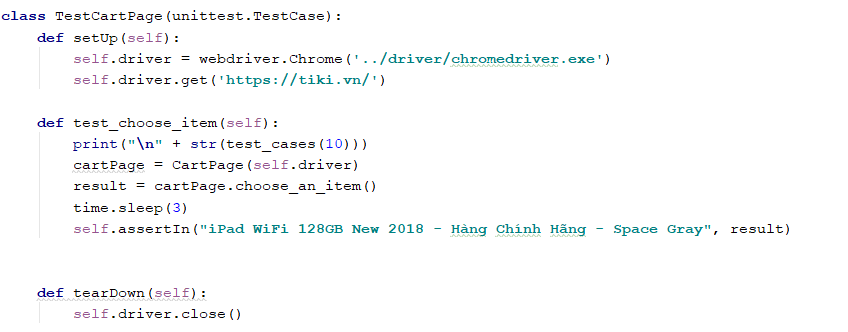 class TestCartPage(unittest.TestCase):
    def setUp(self):
        self.driver = webdriver.Chrome('../driver/chromedriver.exe')
        self.driver.get('https://tiki.vn/')
    def test_choose_item(self):
        print("\n" + str(test_cases(10)))
        cartPage = CartPage(self.driver)
        result = cartPage.choose_an_item()
        time.sleep(3)
        self.assertIn("iPad WiFi 128GB New 2018 - Hàng Chính Hãng - Space Gray", result)
    def tearDown(self):
        self.driver.close()